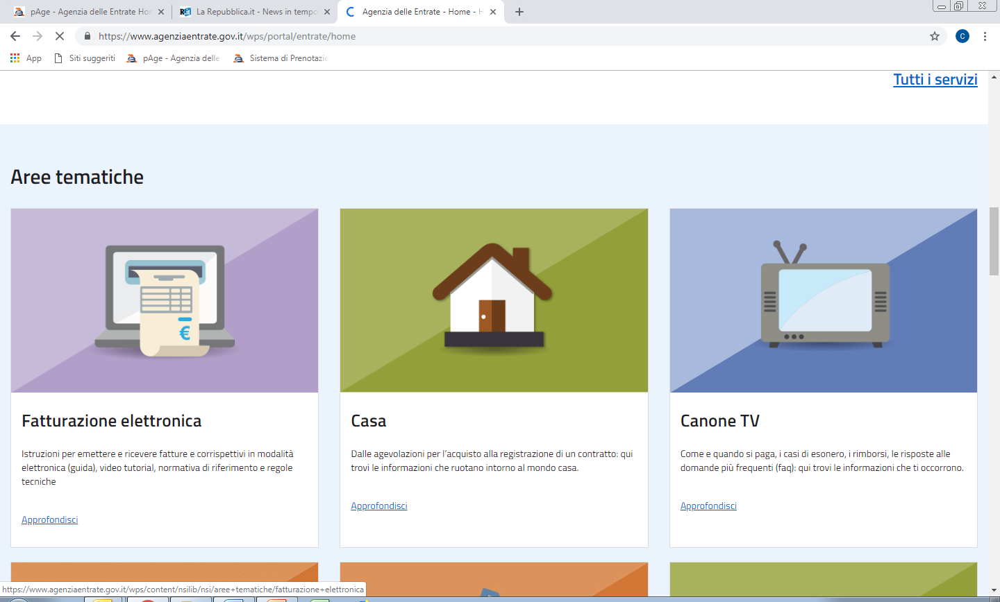 pAge - Agenzia delle Entrate Hor
La Repubblica.it - News in tempo
Agenzia delle Entrate - Home - H
https://www.agenziaentrate.gov.it/wps/portal/entrate/home
C
App
Siti suggeriti
pAge - Agenzia delle
Sistema di Prenotazio
Tutti i servizi
Aree tematiche
€
Fatturazione elettronica
Istruzioni per emettere e ricevere fatture e corrispettivi in modalità
elettronica (guida), video tutorial, normativa di riferimento e regole
tecniche
Approfondisci
Casa
Dalle agevolazioni per l’acquisto alla registrazione di un contratto: qui
trovi le informazioni che ruotano intorno al mondo casa.
Approfondisci
Canone TV
Come e quando si paga, i casi di esonero, i rimborsi, le risposte alle
domande più frequenti (faq): qui trovi le informazioni che ti occorrono.
Approfondisci
https://www.agenziaentrate.gov.it/wps/content/nsilib/nsi/aree+tematiche/fatturazione+elettronica